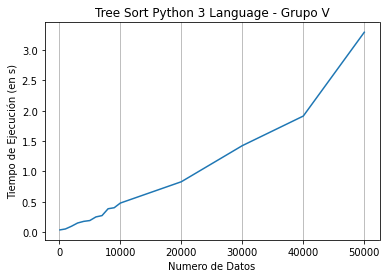 Tree Sort Python 3 Language - Grupo V
Tiempo de Ejecución (en s)
3.0
2.5
2.0
1.5
1.0
0.5
0.0
0 10000 20000 30000 40000 50000
Numero de Datos